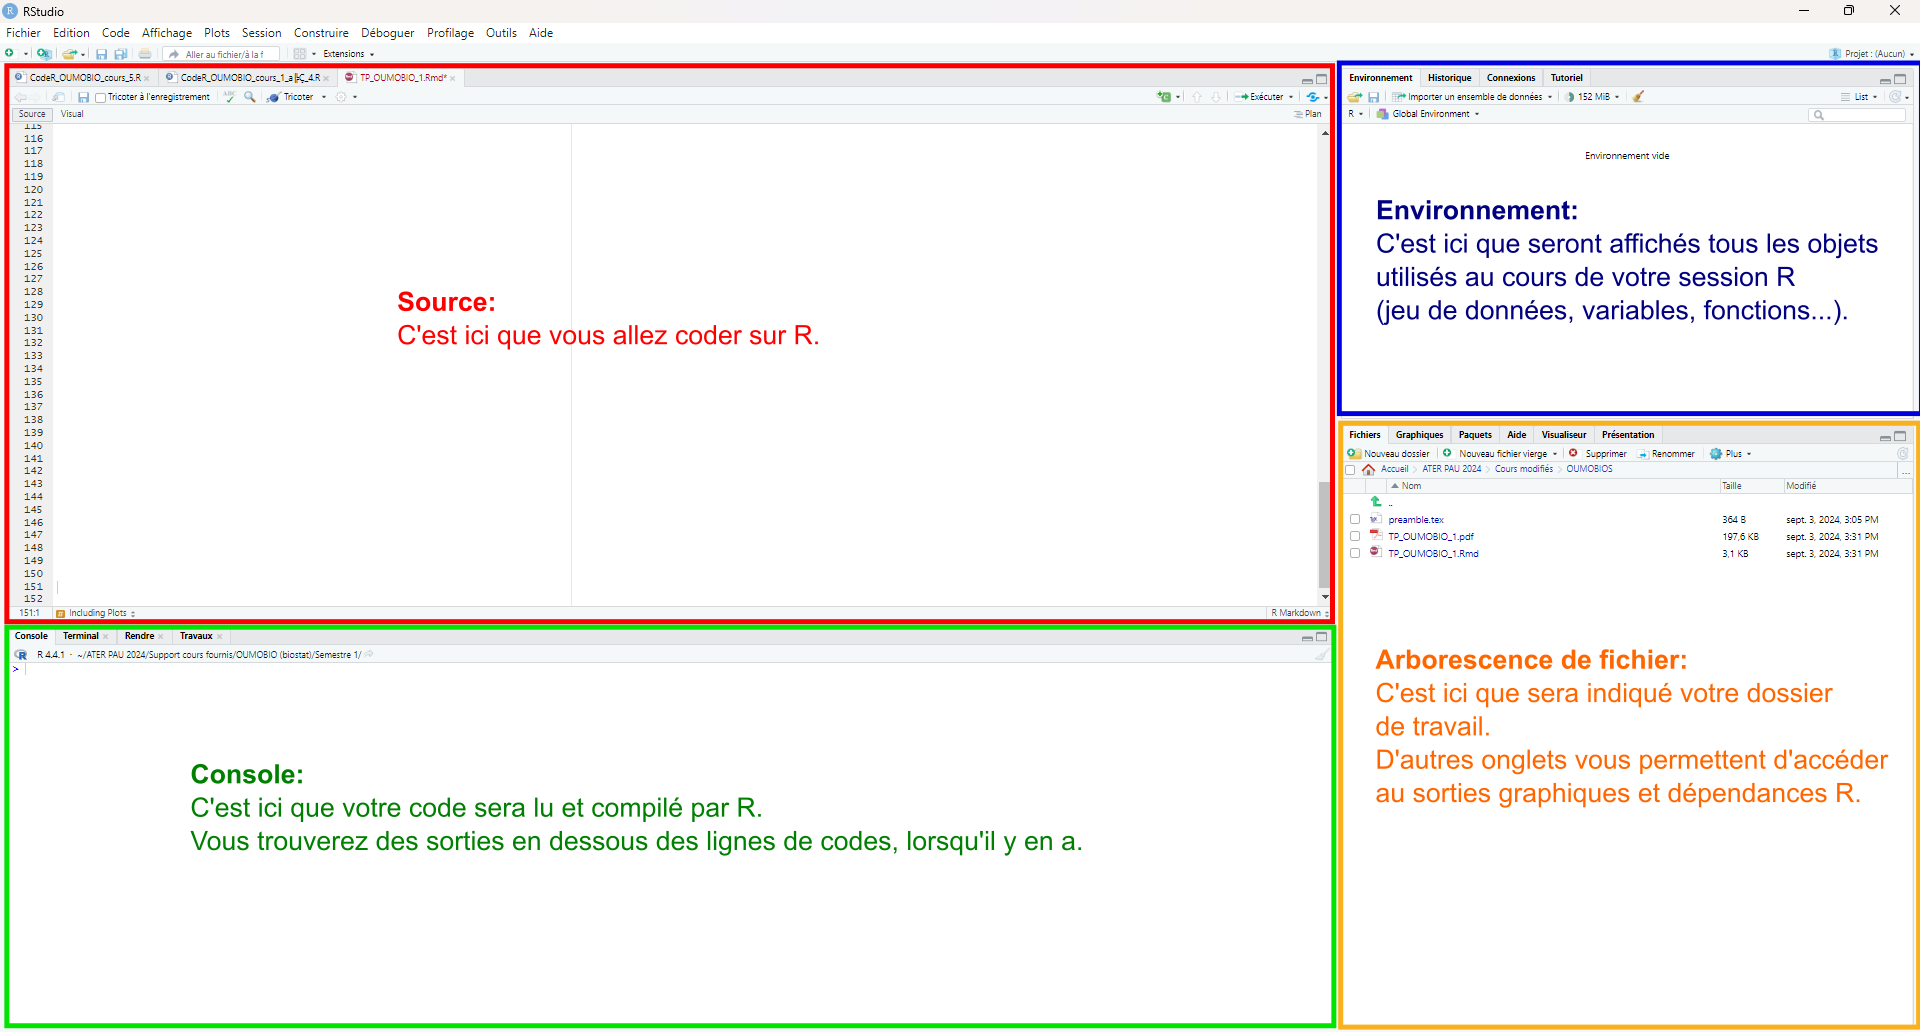 RStudio
Fichier Edition Code Affichage Plots Session Construire Déboguer Profilage Outils Aide
Aller au fichier/à la f Extensions
Projet : (Aucun)
CodeR_OUMOBIO_cours_5.R CodeR_OUMOBIO_cours_1_a TP_OUMOBIO_1.Rmd*
Tricoter à l'enregistrement Tricoter Exécuter
Source Visual Plan
115
116
117
118
119
120
121
122
123
124
125
126
127
128
129
130
131
132
133
134
135
136
137
138
139
140
141
142
143
144
145
146
147
148
149
150
151
152
Source:
C'est ici que vous allez coder sur R.
151:1 Including Plots R Markdown
Console Terminal Rendre Travaux
R 4.4.1 · ~/ATER PAU 2024/Support cours fournis/OUMOBIO (biostat)/Semestre 1/
>
Console:
C'est ici que votre code sera lu et compilé par R.
Vous trouverez des sorties en dessous des lignes de codes, lorsqu'il y en a.
Environnement Historique Connexions Tutoriel
Importer un ensemble de données 152 MiB List
R Global Environment
Environnement vide
Environnement:
C'est ici que seront affichés tous les objets
utilisés au cours de votre session R
(jeu de données, variables, fonctions...).
Fichiers Graphiques Paquets Aide Visualiseur Présentation
Nouveau dossier Nouveau fichier vierge Supprimer Renommer Plus
Accueil ATER PAU 2024 Cours modifiés OUMOBIOS ...
Nom Taille Modifié
..
preamble.tex 364 B sept. 3, 2024, 3:05 PM
TP_OUMOBIO_1.pdf 197,6 KB sept. 3, 2024, 3:31 PM
TP_OUMOBIO_1.Rmd 3,1 KB sept. 3, 2024, 3:31 PM
Arborescence de fichier:
C'est ici que sera indiqué votre dossier
de travail.
D'autres onglets vous permettent d'accéder
au sorties graphiques et dépendances R.